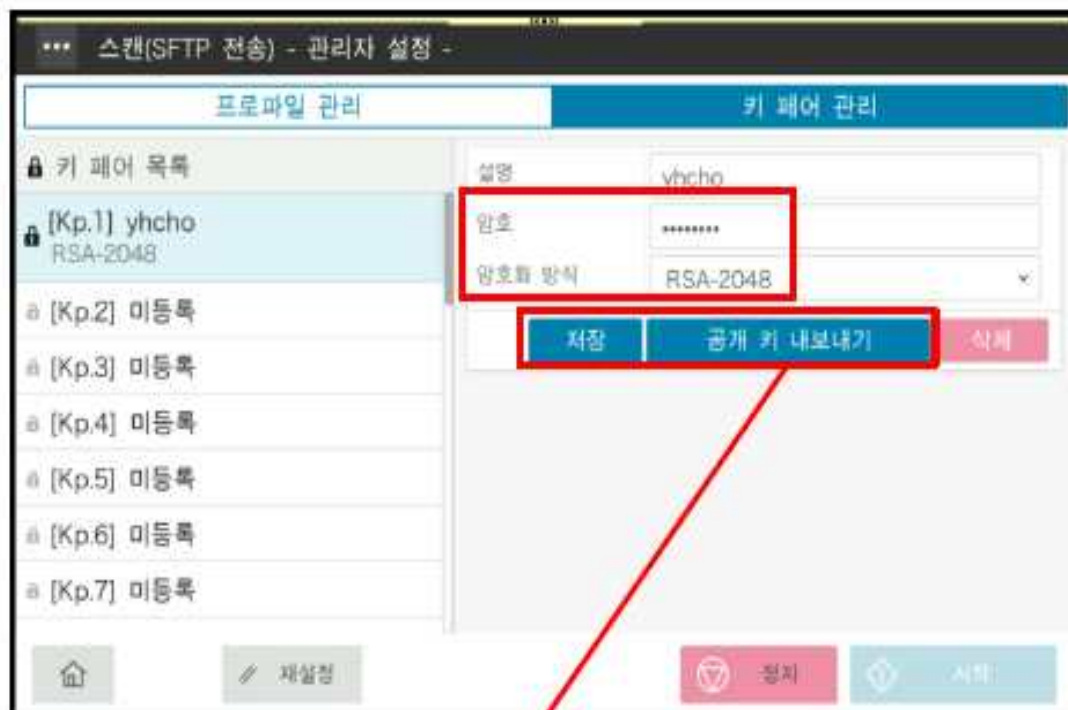 ••• 스캔(SFTP 전송) - 관리자 설정 -
프로파일 관리
키 페어 관리
키 페어 목록
[Kp.1] yhcho
RSA-2048
[Kp.2] 미등록
[Kp.3] 미등록
[Kp.4] 미등록
[Kp.5] 미등록
[Kp.6] 미등록
[Kp.7] 미등록
설명 yhcho
암호 ••••••••
암호화 방식 RSA-2048
저장 공개 키 내보내기 삭제
재설정 정지 시작